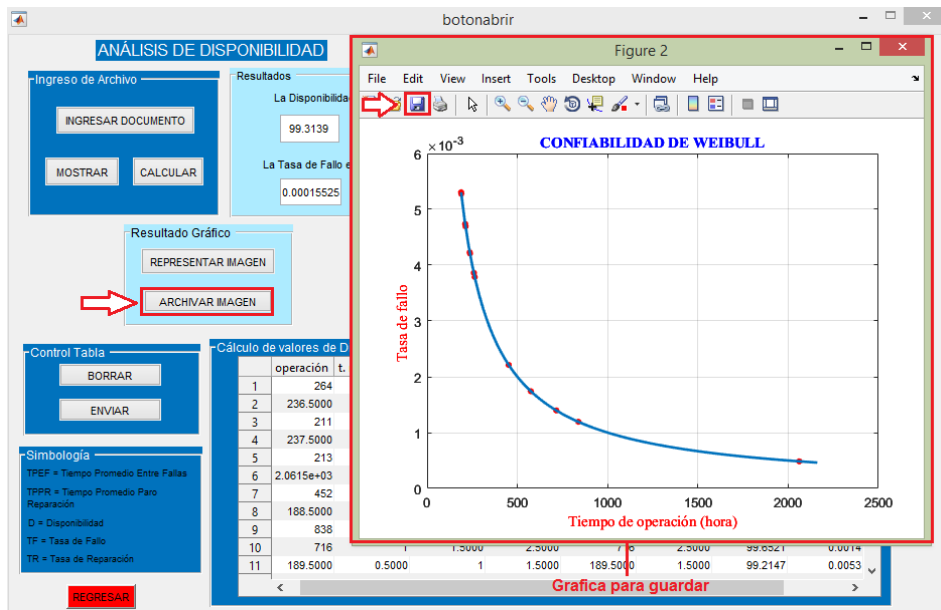 botonabrir
ANÁLISIS DE DISPONIBILIDAD
Ingreso de Archivo
INGRESAR DOCUMENTO
MOSTRAR
CALCULAR
Resultados
La Disponibilida
99.3139
La Tasa de Fallo e
0.00015525
Resultado Gráfico
REPRESENTAR IMAGEN
ARCHIVAR IMAGEN
Figure 2
File Edit View Insert Tools Desktop Window Help
CONFIABILIDAD DE WEIBULL
×10⁻³
6
5
4
3
2
1
0
Tasa de fallo
0 500 1000 1500 2000 2500
Tiempo de operación (hora)
Control Tabla
BORRAR
ENVIAR
Simbología
TPEF = Tiempo Promedio Entre Fallas
TPPR = Tiempo Promedio Paro
Reparación
D = Disponibilidad
TF = Tasa de Fallo
TR = Tasa de Reparación
REGRESAR
Cálculo de valores de D
operación t.
1 264
2 236.5000
3 211
4 237.5000
5 213
6 2.0615e+03
7 452
8 188.5000
9 838
10 716 1 1.5000 2.5000 2.5000 99.6521 0.0014
11 189.5000 0.5000 1 1.5000 189.5000 1.5000 99.2147 0.0053
Grafica para guardar